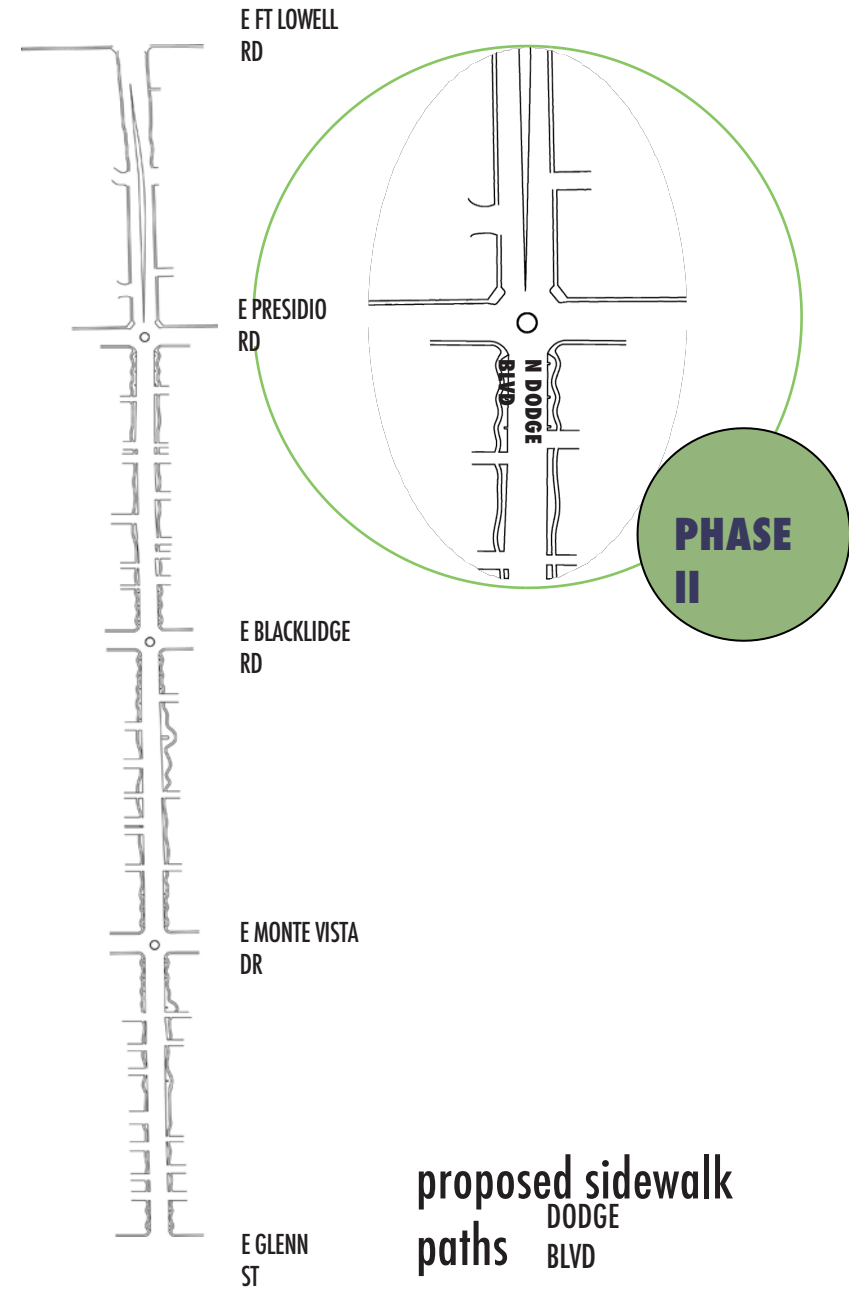 E FT LOWELL
RD
E PRESIDIO
RD
N DODGE
BLVD
PHASE
II
E BLACKLIDGE
RD
E MONTE VISTA
DR
E GLENN
ST
proposed sidewalk
paths
DODGE
BLVD